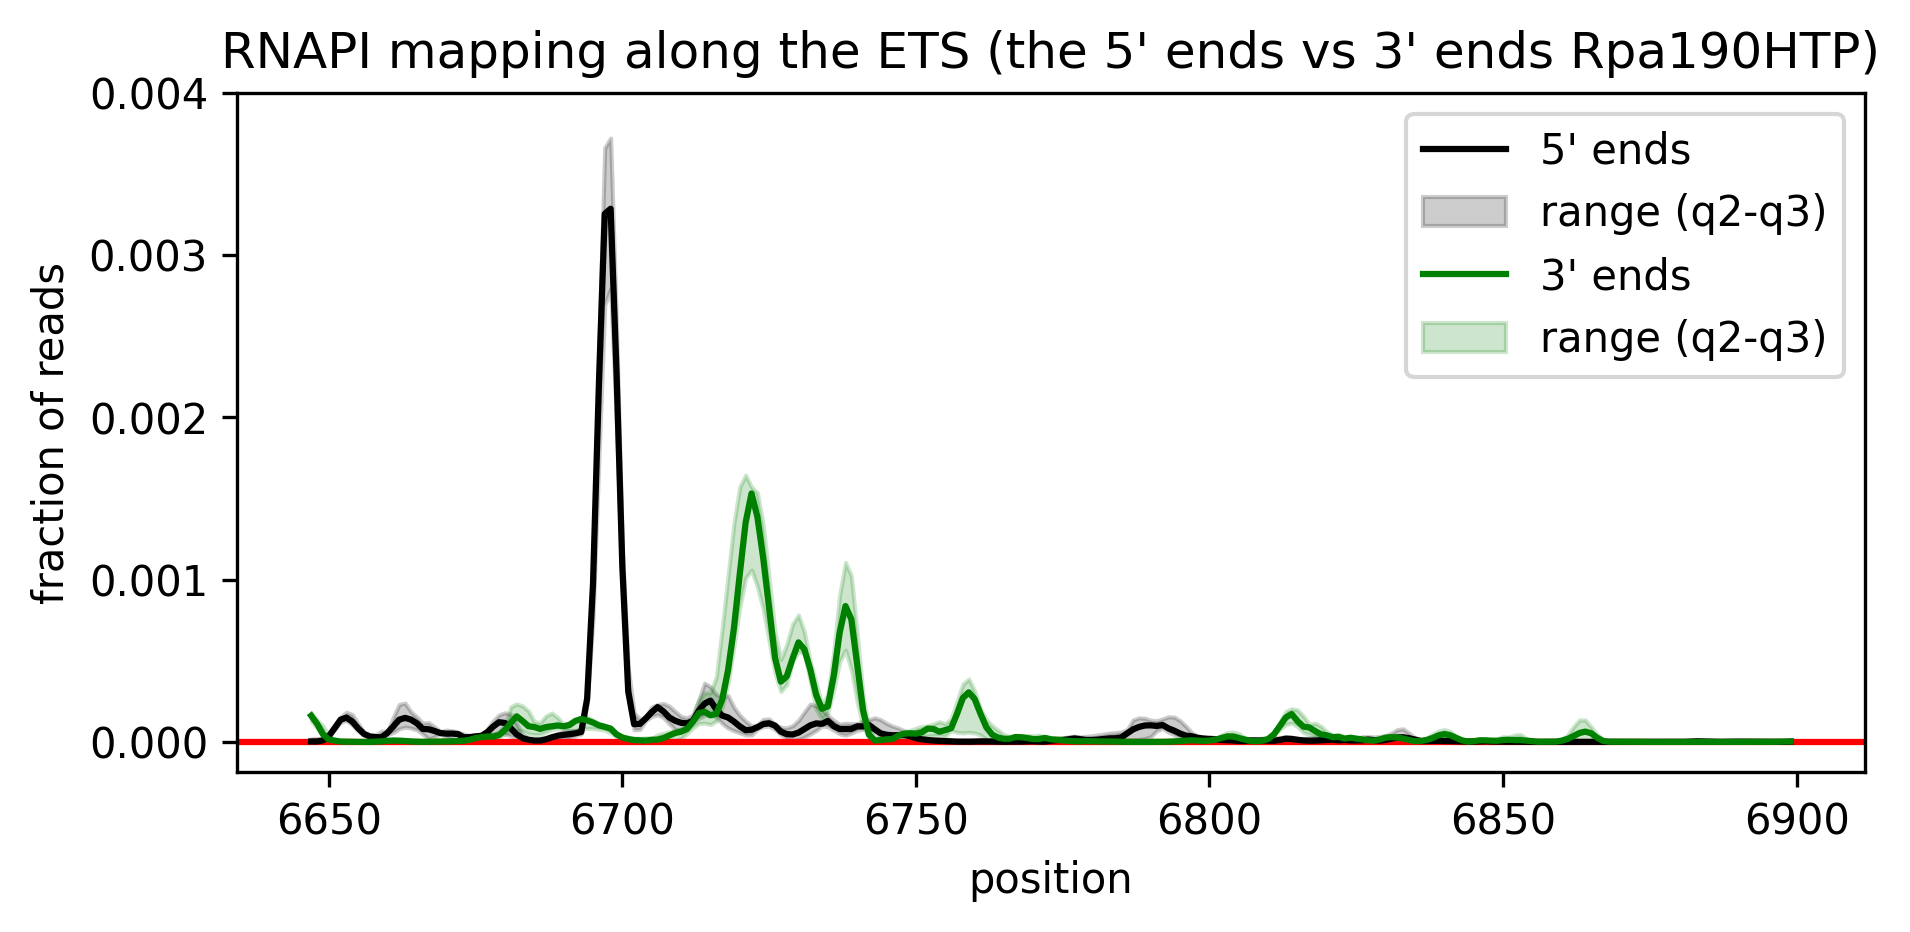 RNAPI mapping along the ETS (the 5' ends vs 3' ends Rpa190HTP)
0.004
0.003
0.002
0.001
0.000
fraction of reads
5' ends
range (q2-q3)
3' ends
range (q2-q3)
6650 6700 6750 6800 6850 6900
position